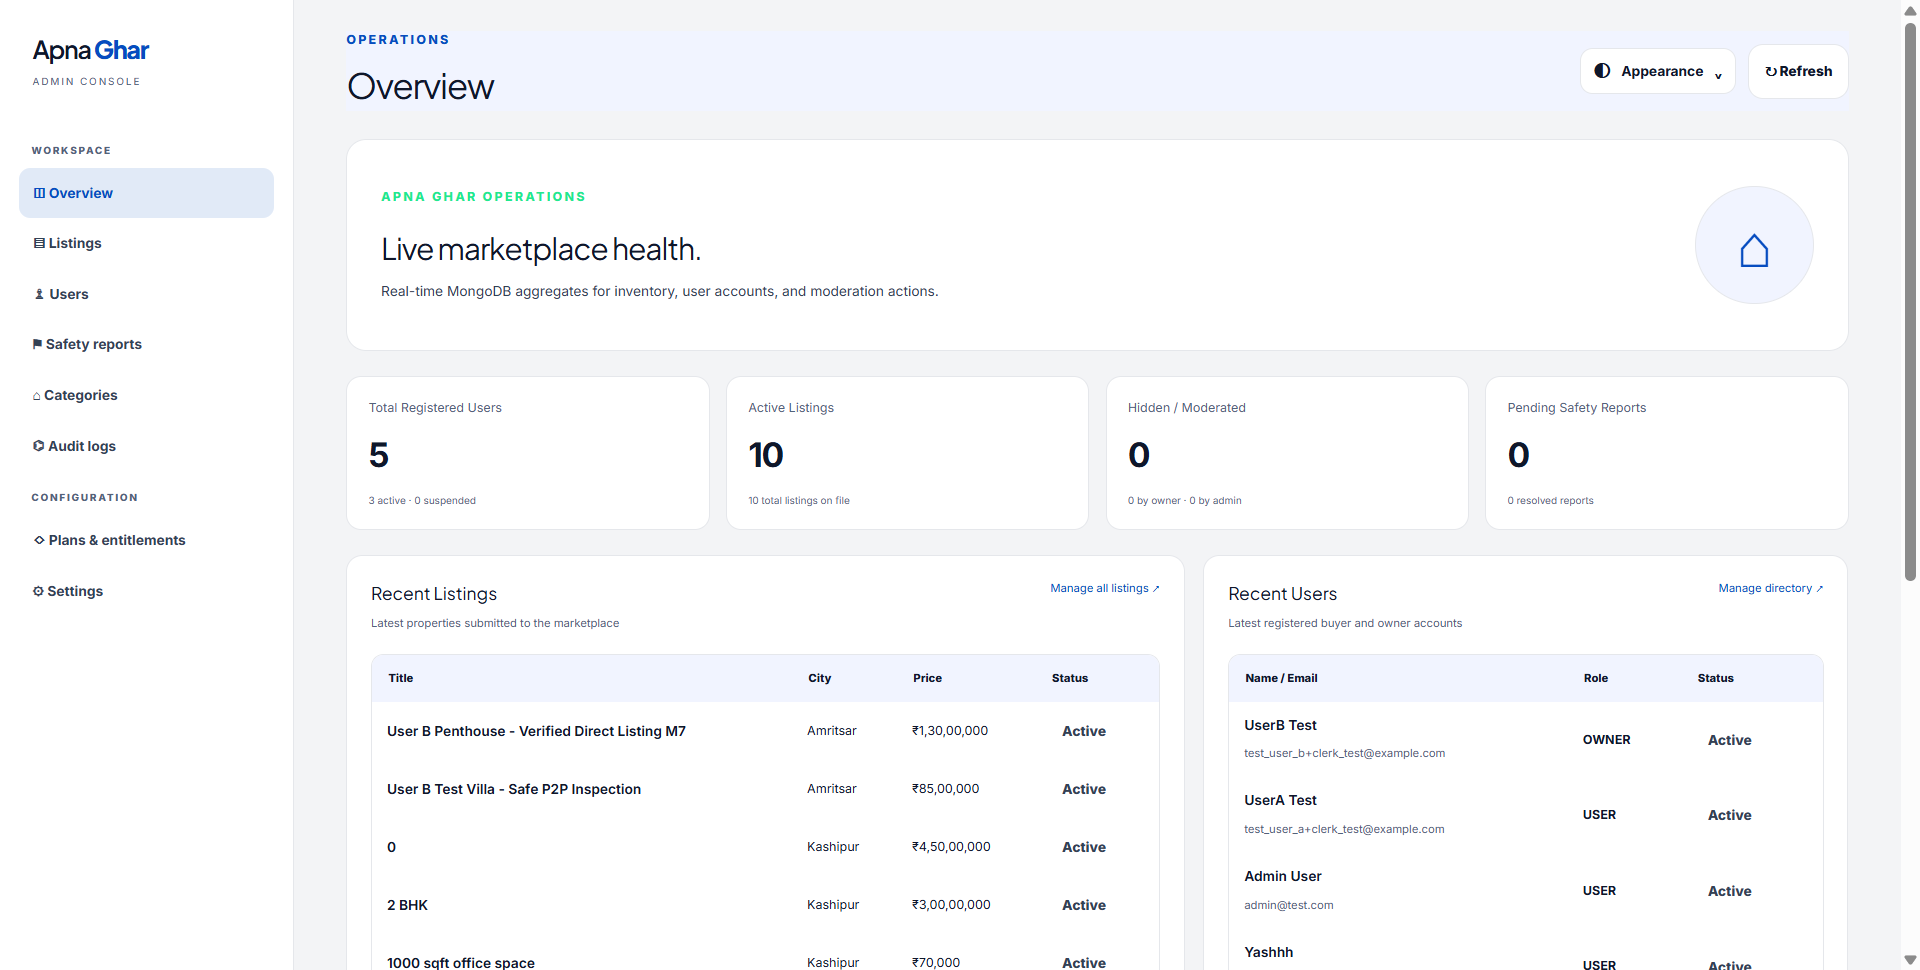 Apna Ghar
ADMIN CONSOLE
WORKSPACE
Overview
Listings
Users
Safety reports
Categories
Audit logs
CONFIGURATION
Plans & entitlements
Settings
OPERATIONS
Overview
Appearance
Refresh
APNA GHAR OPERATIONS
Live marketplace health.
Real-time MongoDB aggregates for inventory, user accounts, and moderation actions.
Total Registered Users
5
3 active · 0 suspended
Active Listings
10
10 total listings on file
Hidden / Moderated
0
0 by owner · 0 by admin
Pending Safety Reports
0
0 resolved reports
Recent Listings
Manage all listings ↗
Latest properties submitted to the marketplace
Title City Price Status
User B Penthouse - Verified Direct Listing M7 Amritsar ₹1,30,00,000 Active
User B Test Villa - Safe P2P Inspection Amritsar ₹85,00,000 Active
0 Kashipur ₹4,50,00,000 Active
2 BHK Kashipur ₹3,00,00,000 Active
1000 sqft office space Kashipur ₹70,000 Active
Recent Users
Manage directory ↗
Latest registered buyer and owner accounts
Name / Email Role Status
UserB Test
test_user_b+clerk_test@example.com
OWNER Active
UserA Test
test_user_a+clerk_test@example.com
USER Active
Admin User
admin@test.com
USER Active
Yashhh
USER Active